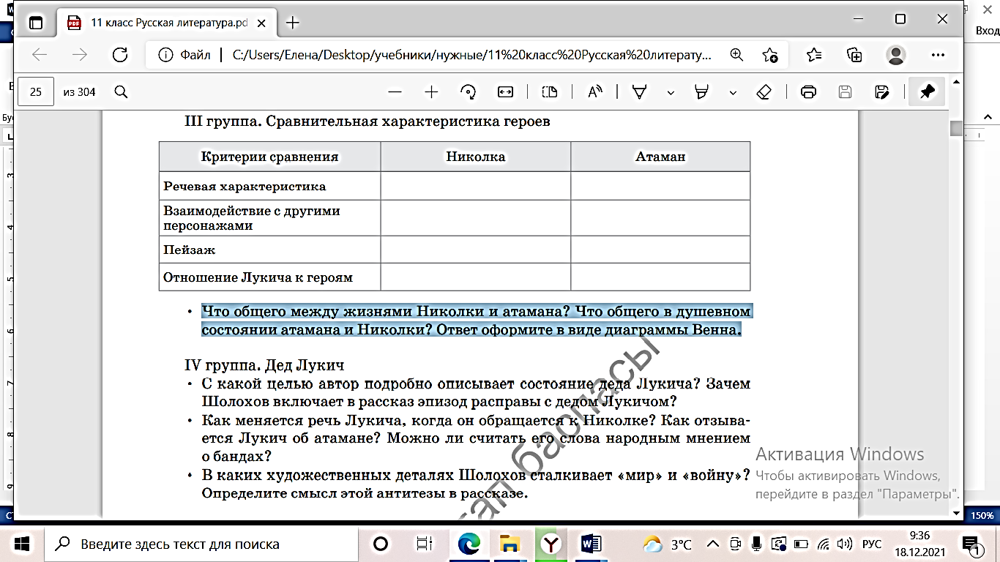 11 класс Русская литература.pd
Вход
Файл
C:/Users/Елена/Desktop/учебники/нужные/11%20класс%20Русская%20литерату...
25
из 304
III группа. Сравнительная характеристика героев
Критерии сравнения Николка Атаман
Речевая характеристика
Взаимодействие с другими
персонажами
Пейзаж
Отношение Лукича к героям
• Что общего между жизнями Николки и атамана? Что общего в душевном
состоянии атамана и Николки? Ответ оформите в виде диаграммы Венна.
IV группа. Дед Лукич
• С какой целью автор подробно описывает состояние деда Лукича? Зачем
Шолохов включает в рассказ эпизод расправы с дедом Лукичом?
• Как меняется речь Лукича, когда он обращается к Николке? Как отзыва-
ется Лукич об атамане? Можно ли считать его слова народным мнением
о бандах?
• В каких художественных деталях Шолохов сталкивает «мир» и «войну»?
Определите смысл этой антитезы в рассказе.
баспасы
Активация Windows
Чтобы активировать Windows,
перейдите в раздел "Параметры".
150%
Введите здесь текст для поиска
3°C
РУС
9:36
18.12.2021
1